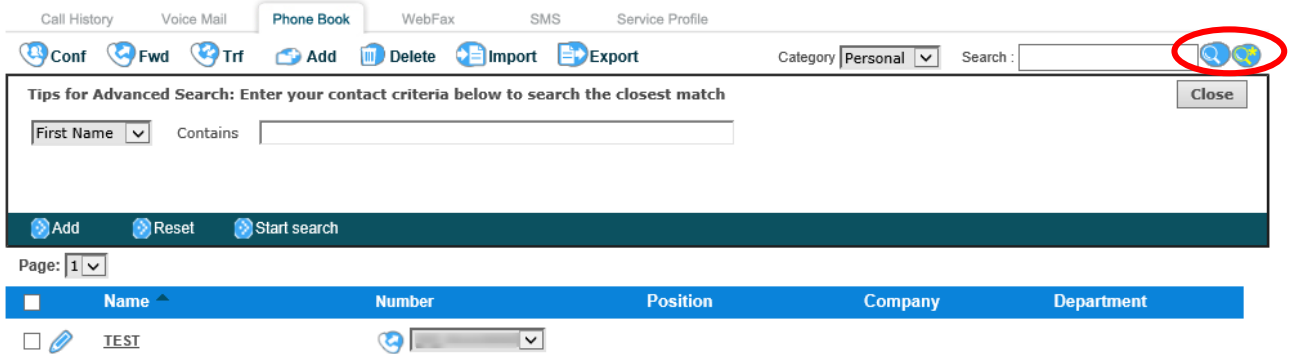 Call History Voice Mail Phone Book WebFax SMS Service Profile
Conf Fwd Trf Add Delete Import Export Category Personal Search :
Tips for Advanced Search: Enter your contact criteria below to search the closest match Close
First Name Contains
Add Reset Start search
Page: 1
Name Number Position Company Department
TEST